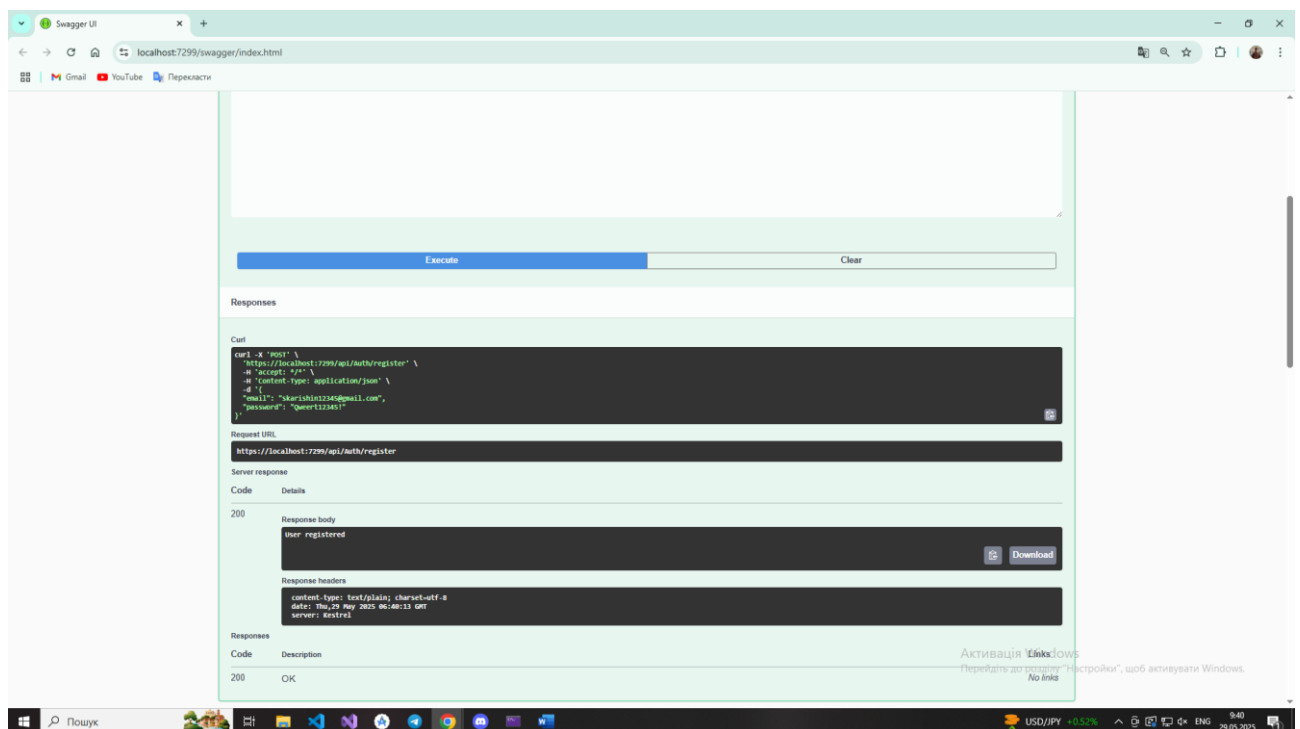 Swagger UI
localhost:7299/swagger/index.html
Gmail YouTube Перекласти
Execute Clear
Responses
Curl
curl -X 'POST' \
'https://localhost:7299/api/Auth/register' \
-H 'accept: */*' \
-H 'Content-Type: application/json' \
-d '{
"email": "skarishin12345@gmail.com",
"password": "Qweert12345!"
}'
Request URL
https://localhost:7299/api/Auth/register
Server response
Code Details
200
Response body
User registered
Download
Response headers
content-type: text/plain; charset=utf-8
date: Thu,29 May 2025 06:40:13 GMT
server: Kestrel
Responses
Code Description Links
200 OK No links
Активація Windows
Перейдіть до розділу "Настройки", щоб активувати Windows.
Пошук USD/JPY +0.52% ENG 9:40
29.05.2025